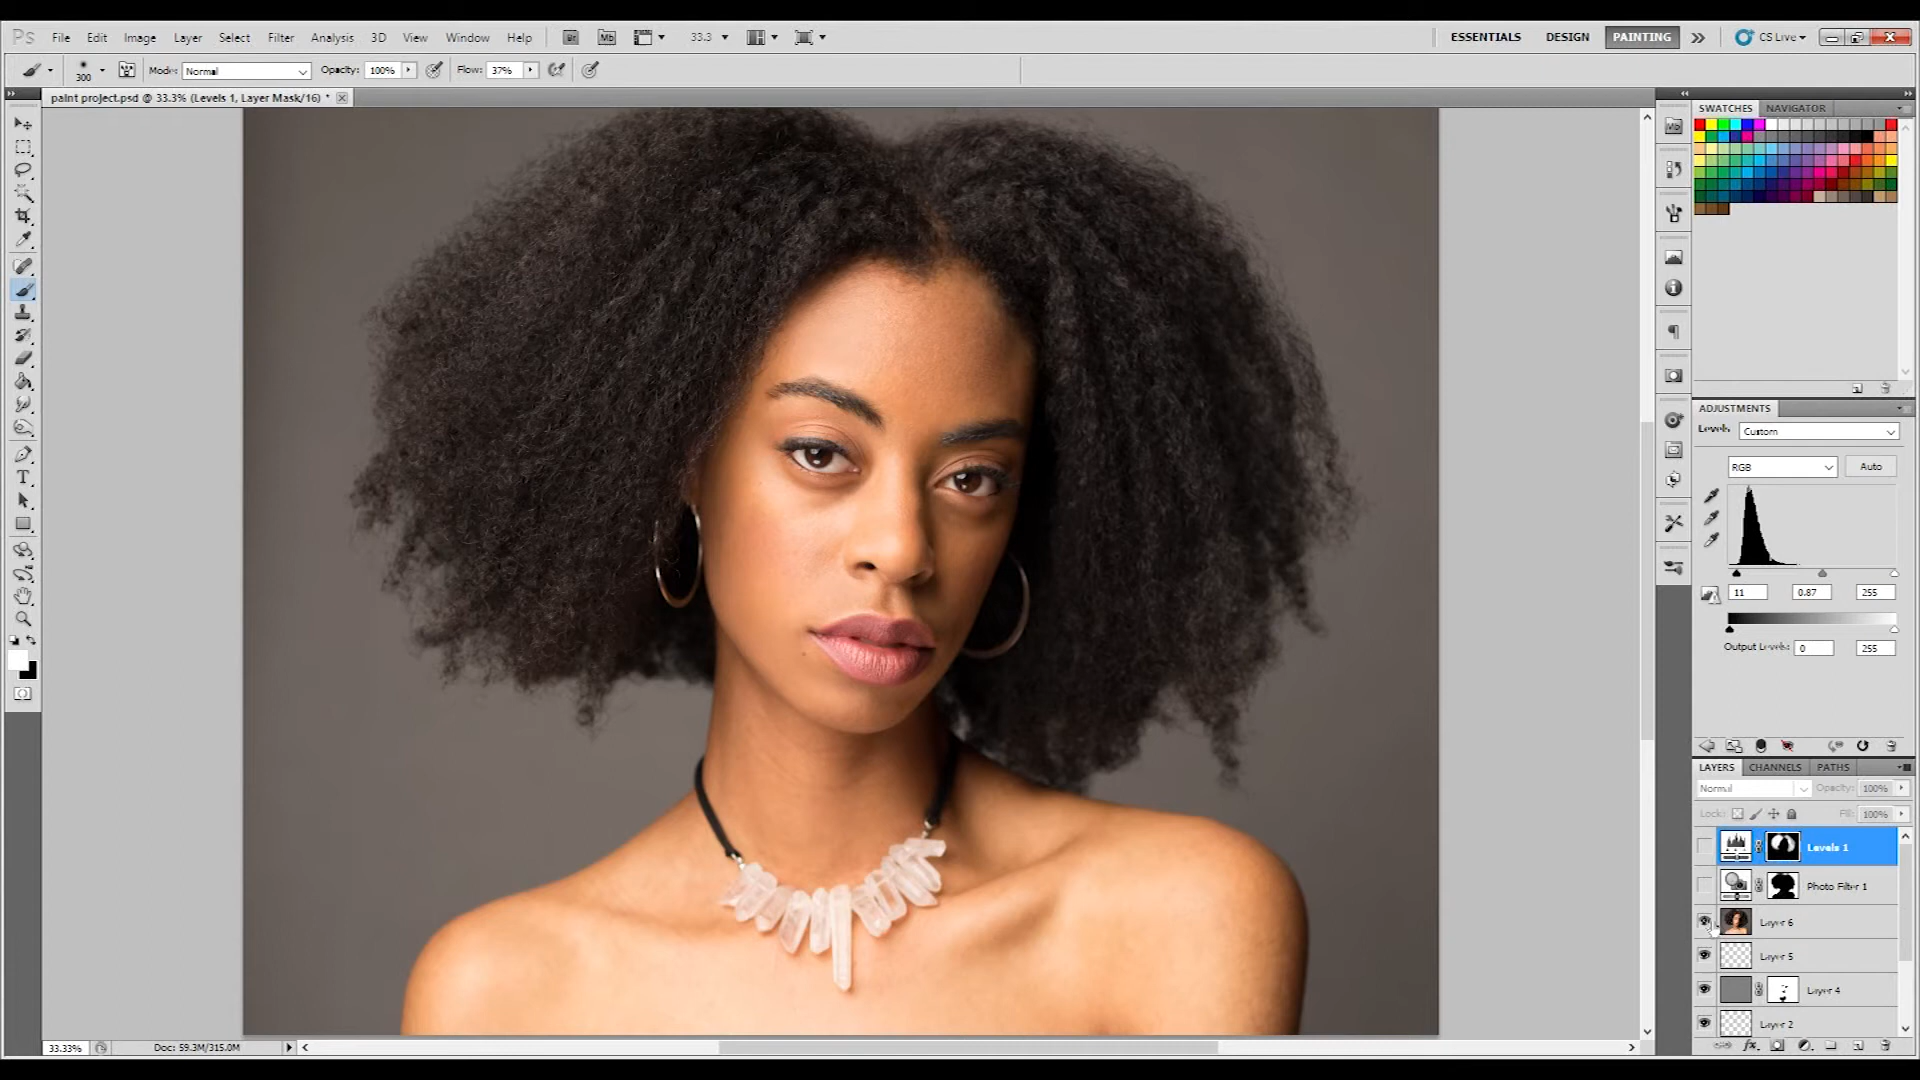 Ps File Edit Image Layer Select Filter Analysis 3D View Window Help Br Mb 33.3 ESSENTIALS DESIGN PAINTING CS Live
300 Mode: Normal Opacity: 100% Flow: 37%
paint project.psd @ 33.3% (Levels 1, Layer Mask/16) *
SWATCHES NAVIGATOR
Mb
ADJUSTMENTS
Levels Custom
RGB Auto
11 0.87 255
Output Levels: 0 255
LAYERS CHANNELS PATHS
Normal Opacity: 100%
Lock: Fill: 100%
Levels 1
Photo Filter 1
Layer 6
Layer 5
Layer 4
Layer 2
33.33% Doc: 59.3M/315.0M